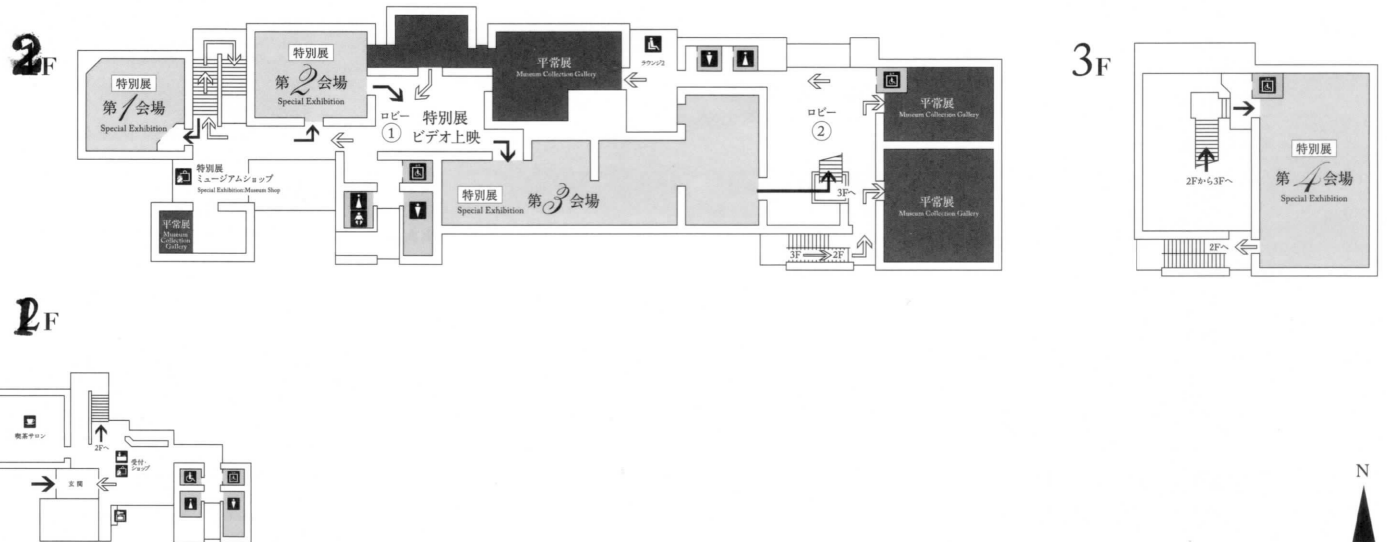 2F
特別展
第1会場
Special Exhibition
特別展
第2会場
Special Exhibition
平常展
Museum Collection Gallery
ラウンジ2
ロビー
①
特別展
ビデオ上映
ロビー
②
平常展
Museum Collection Gallery
特別展
ミュージアムショップ
Special Exhibition Museum Shop
平常展
Museum
Collection
Gallery
特別展
Special Exhibition
第3会場
3Fへ
平常展
Museum Collection Gallery
3F
2F
3F
特別展
第4会場
Special Exhibition
2Fから3Fへ
2Fへ
1F
喫茶サロン
2Fへ
受付・
ショップ
玄関
N